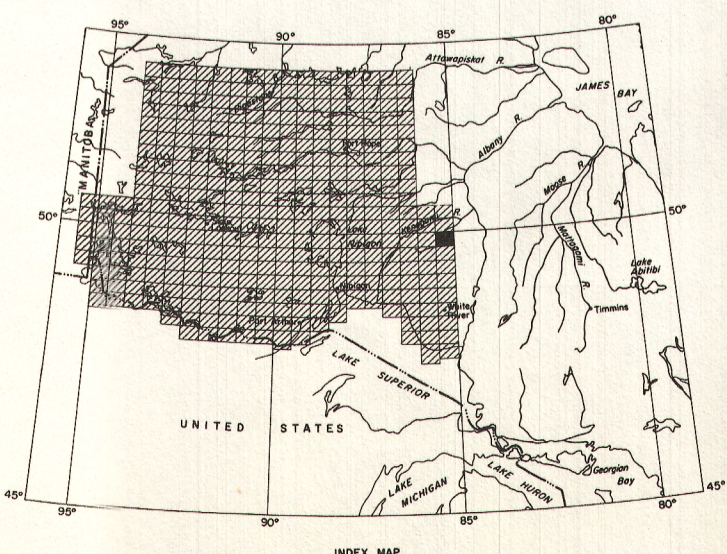 95°
90°
85°
80°
Attawapiskat R.
JAMES BAY
MANITOBA
Albany R.
Fort Hope
Moose R.
50°
50°
Lake
Nipigon
Kenogami R.
Mattagami R.
Lake
Abitibi
Nipigon
White
River
Timmins
Port Arthur
LAKE SUPERIOR
UNITED STATES
Georgian
Bay
LAKE
MICHIGAN
LAKE HURON
45°
45°
95°
90°
85°
80°
INDEX MAP